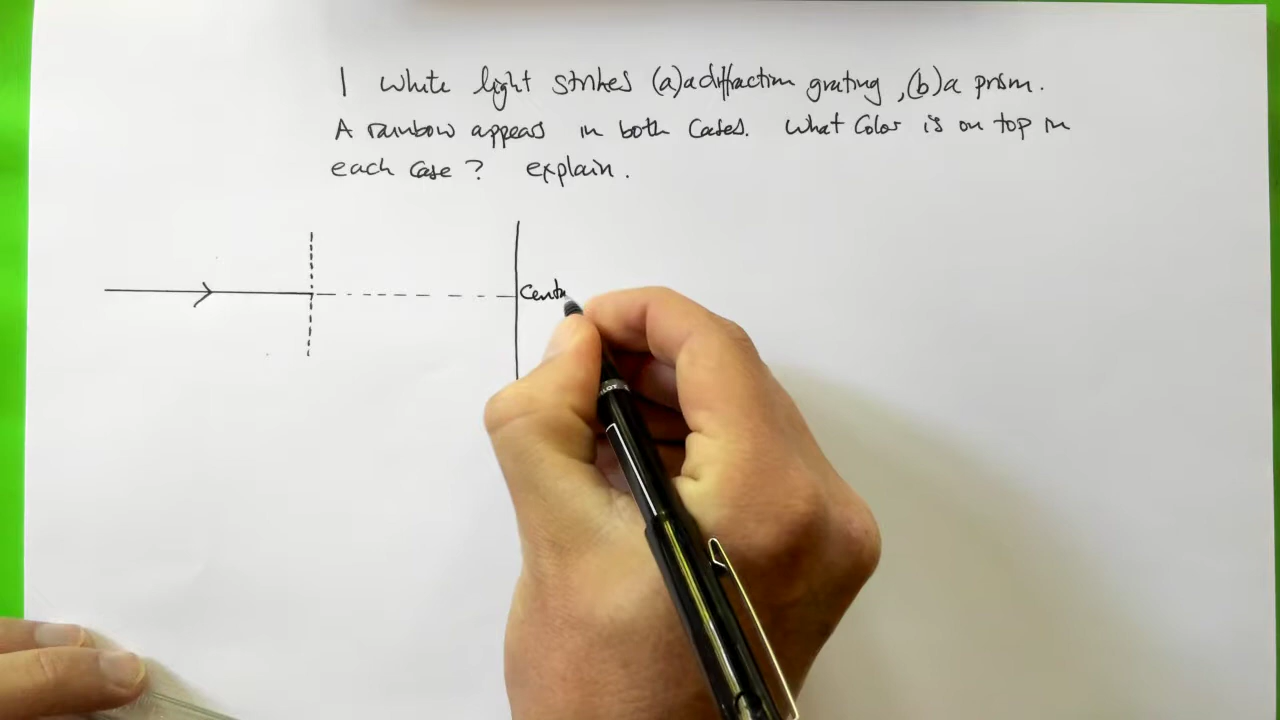 1 White light strikes (a) a diffraction grating, (b) a prism.
A rainbow appears in both cases. What Color is on top in
each case? explain.
Cent